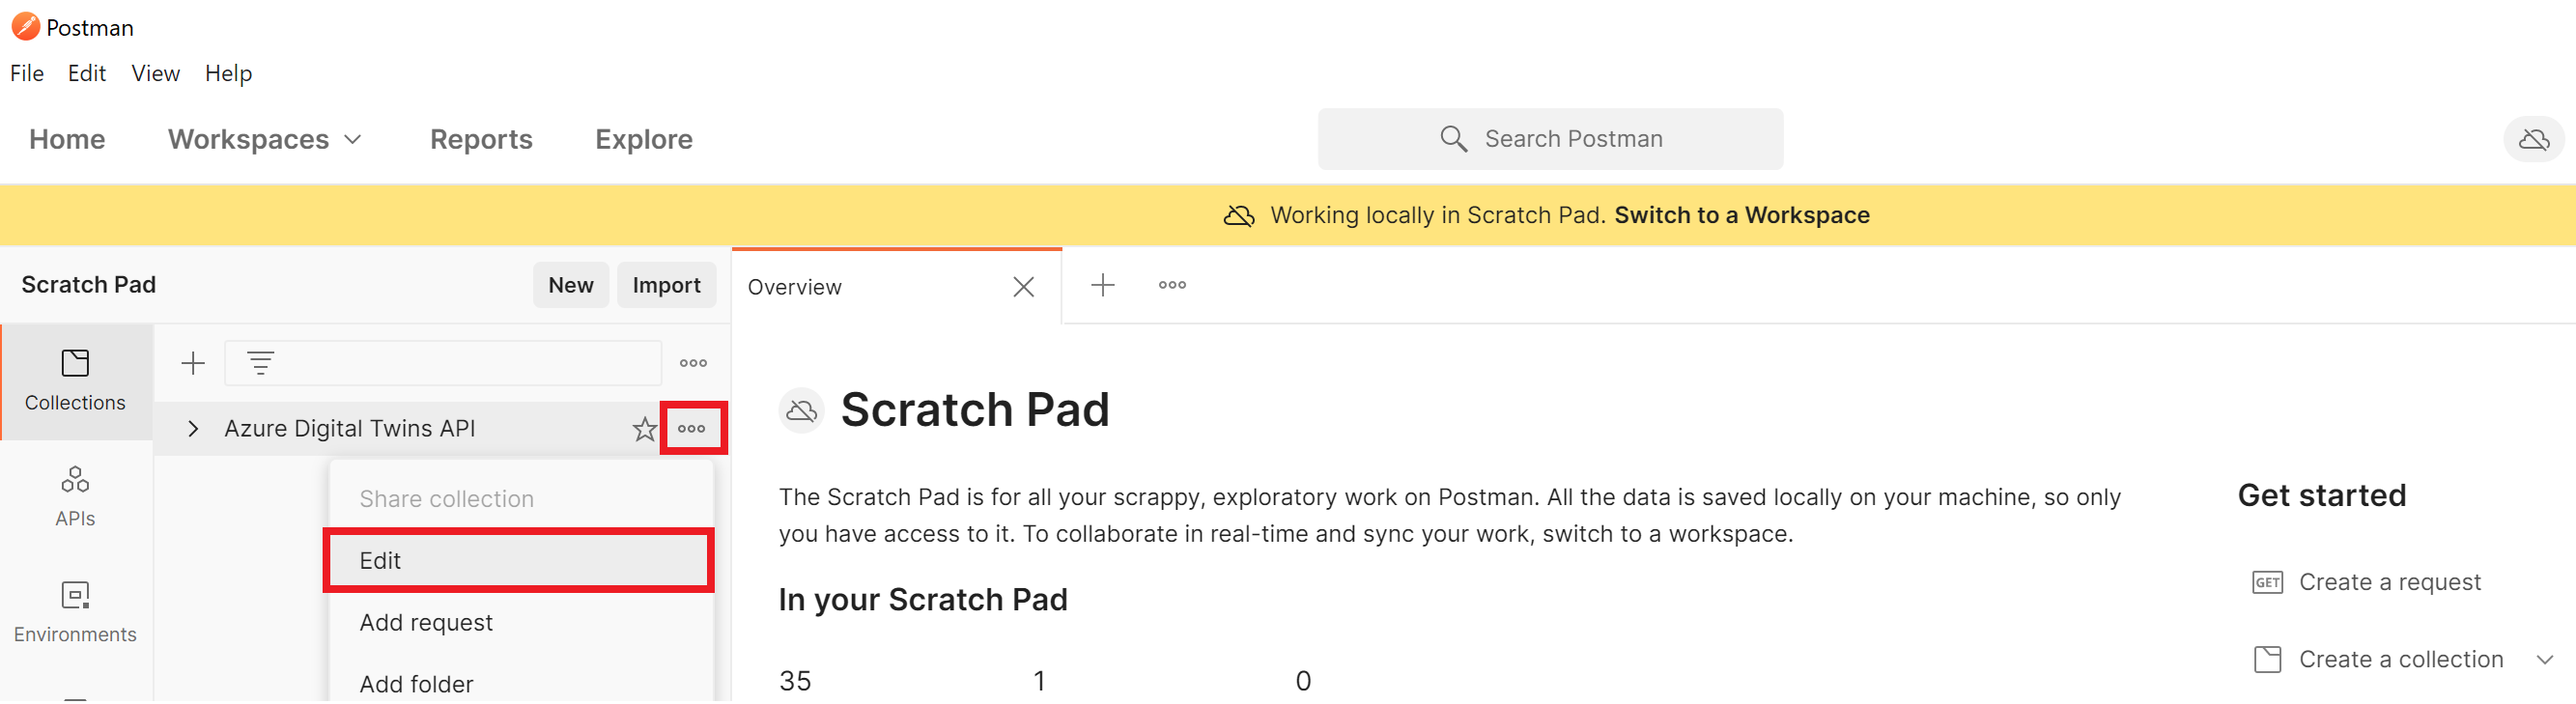 Postman
File Edit View Help
Home Workspaces Reports Explore Search Postman
Working locally in Scratch Pad. Switch to a Workspace
Scratch Pad New Import
Overview
Collections
Azure Digital Twins API
APIs
Environments
Share collection
Edit
Add request
Add folder
Scratch Pad
The Scratch Pad is for all your scrappy, exploratory work on Postman. All the data is saved locally on your machine, so only
you have access to it. To collaborate in real-time and sync your work, switch to a workspace.
In your Scratch Pad
35 1 0
Get started
GET Create a request
Create a collection